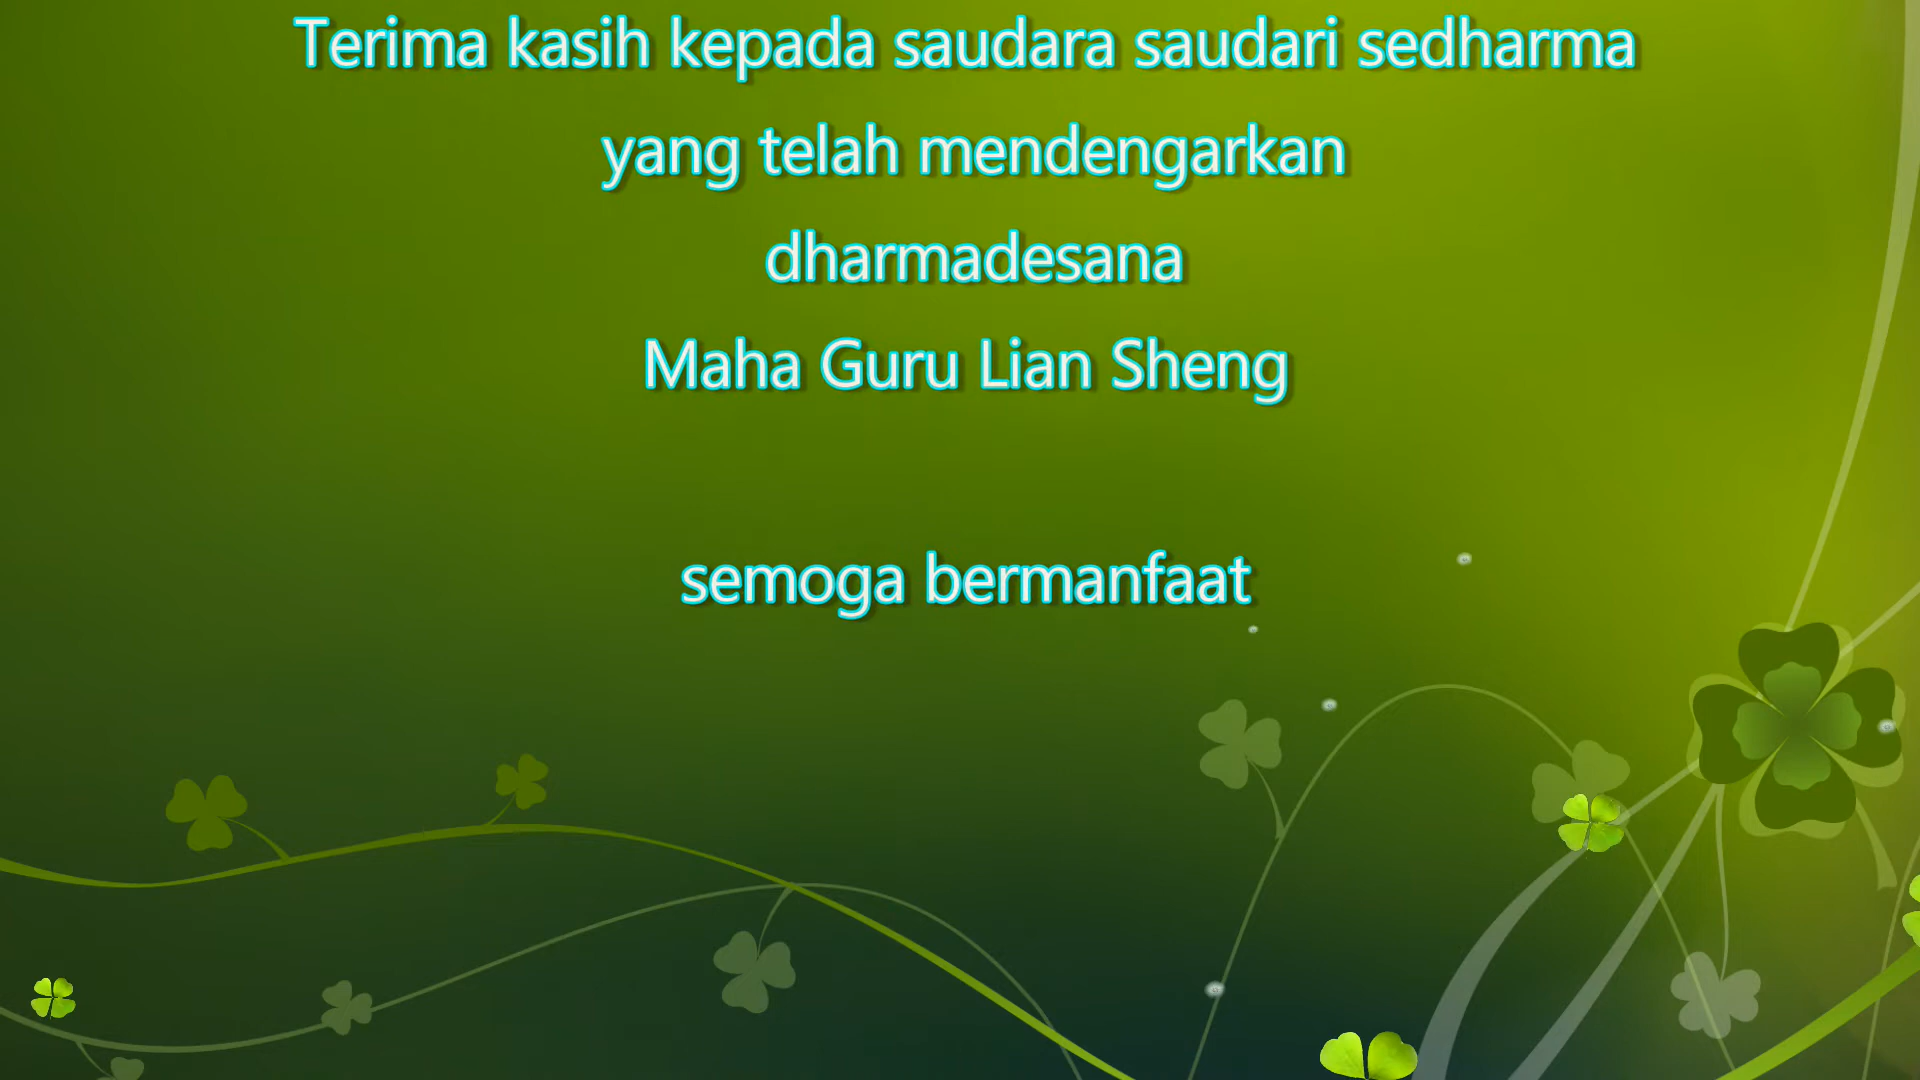 Terima kasih kepada saudara saudari sedharma
yang telah mendengarkan
dharmadesana
Maha Guru Lian Sheng
semoga bermanfaat